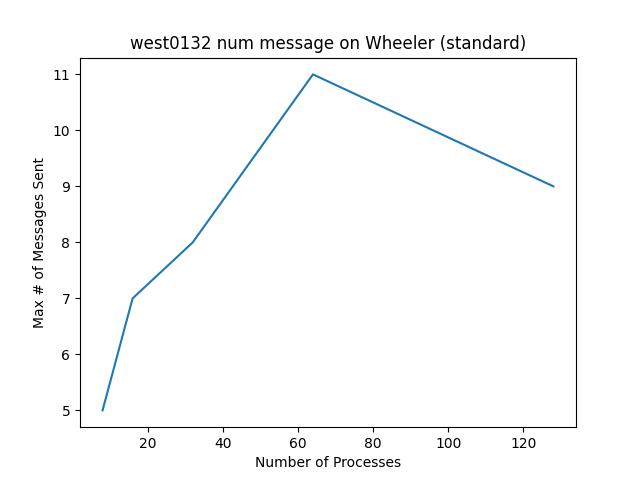 west0132 num message on Wheeler (standard)
11
10
9
8
7
6
5
Max # of Messages Sent
20 40 60 80 100 120
Number of Processes